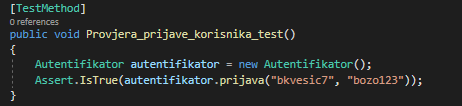 [TestMethod]
0 references
public void Provjera_prijave_korisnika_test()
{
Autentifikator autentifikator = new Autentifikator();
Assert.IsTrue(autentifikator.prijava("bkvesic7", "bozo123"));
}